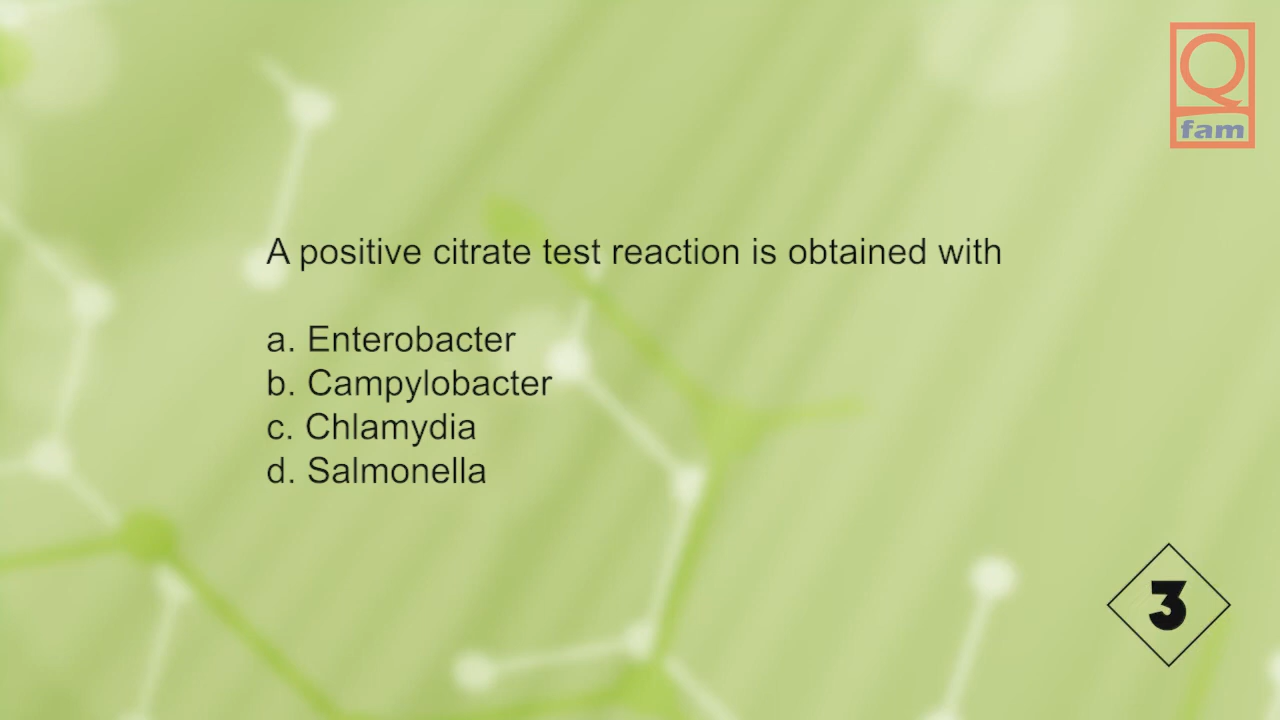 Q
fam
A positive citrate test reaction is obtained with
a. Enterobacter
b. Campylobacter
c. Chlamydia
d. Salmonella
3